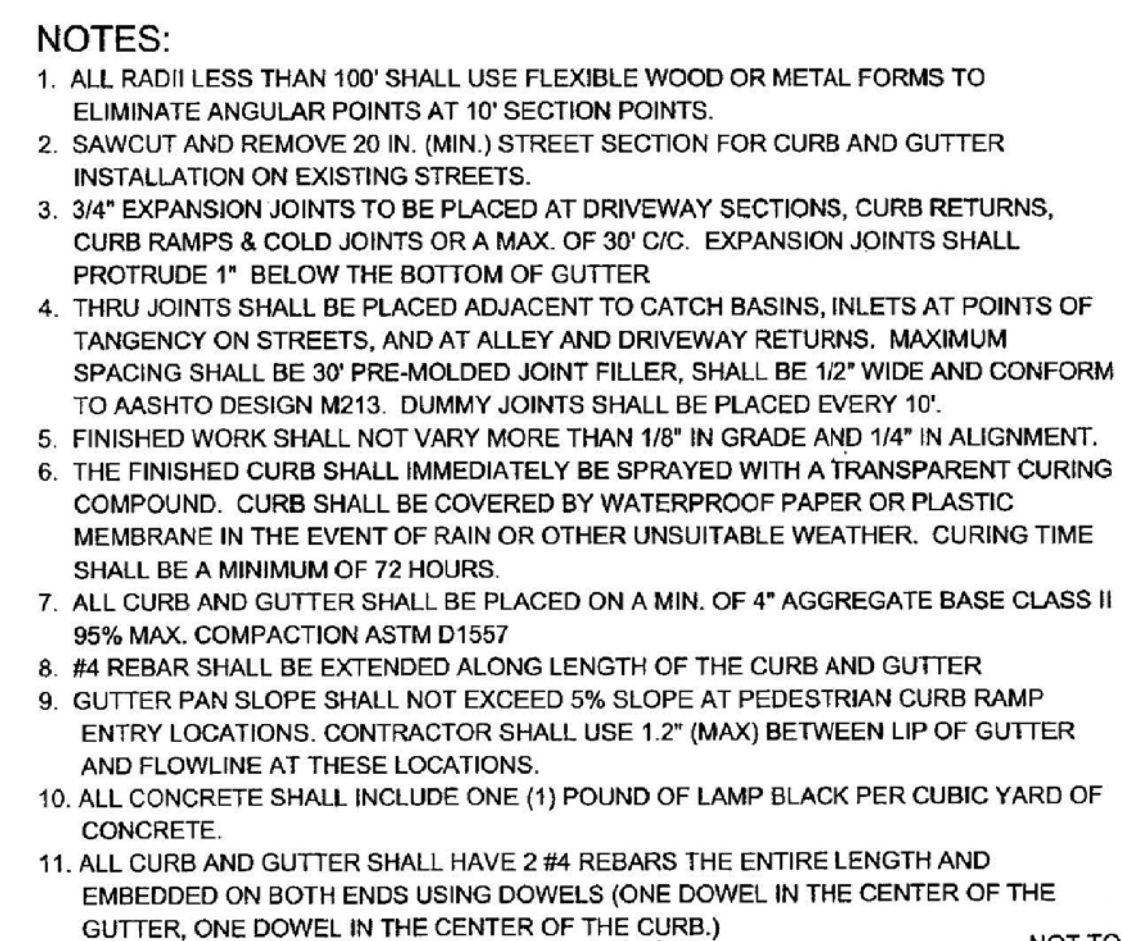 NOTES:
1. ALL RADII LESS THAN 100' SHALL USE FLEXIBLE WOOD OR METAL FORMS TO
ELIMINATE ANGULAR POINTS AT 10' SECTION POINTS.
2. SAWCUT AND REMOVE 20 IN. (MIN.) STREET SECTION FOR CURB AND GUTTER
INSTALLATION ON EXISTING STREETS.
3. 3/4" EXPANSION JOINTS TO BE PLACED AT DRIVEWAY SECTIONS, CURB RETURNS,
CURB RAMPS & COLD JOINTS OR A MAX. OF 30' C/C. EXPANSION JOINTS SHALL
PROTRUDE 1" BELOW THE BOTTOM OF GUTTER
4. THRU JOINTS SHALL BE PLACED ADJACENT TO CATCH BASINS, INLETS AT POINTS OF
TANGENCY ON STREETS, AND AT ALLEY AND DRIVEWAY RETURNS. MAXIMUM
SPACING SHALL BE 30' PRE-MOLDED JOINT FILLER, SHALL BE 1/2" WIDE AND CONFORM
TO AASHTO DESIGN M213. DUMMY JOINTS SHALL BE PLACED EVERY 10'.
5. FINISHED WORK SHALL NOT VARY MORE THAN 1/8" IN GRADE AND 1/4" IN ALIGNMENT.
6. THE FINISHED CURB SHALL IMMEDIATELY BE SPRAYED WITH A TRANSPARENT CURING
COMPOUND. CURB SHALL BE COVERED BY WATERPROOF PAPER OR PLASTIC
MEMBRANE IN THE EVENT OF RAIN OR OTHER UNSUITABLE WEATHER. CURING TIME
SHALL BE A MINIMUM OF 72 HOURS.
7. ALL CURB AND GUTTER SHALL BE PLACED ON A MIN. OF 4" AGGREGATE BASE CLASS II
95% MAX. COMPACTION ASTM D1557
8. #4 REBAR SHALL BE EXTENDED ALONG LENGTH OF THE CURB AND GUTTER
9. GUTTER PAN SLOPE SHALL NOT EXCEED 5% SLOPE AT PEDESTRIAN CURB RAMP
ENTRY LOCATIONS. CONTRACTOR SHALL USE 1.2" (MAX) BETWEEN LIP OF GUTTER
AND FLOWLINE AT THESE LOCATIONS.
10. ALL CONCRETE SHALL INCLUDE ONE (1) POUND OF LAMP BLACK PER CUBIC YARD OF
CONCRETE.
11. ALL CURB AND GUTTER SHALL HAVE 2 #4 REBARS THE ENTIRE LENGTH AND
EMBEDDED ON BOTH ENDS USING DOWELS (ONE DOWEL IN THE CENTER OF THE
GUTTER, ONE DOWEL IN THE CENTER OF THE CURB.)
NOT TO